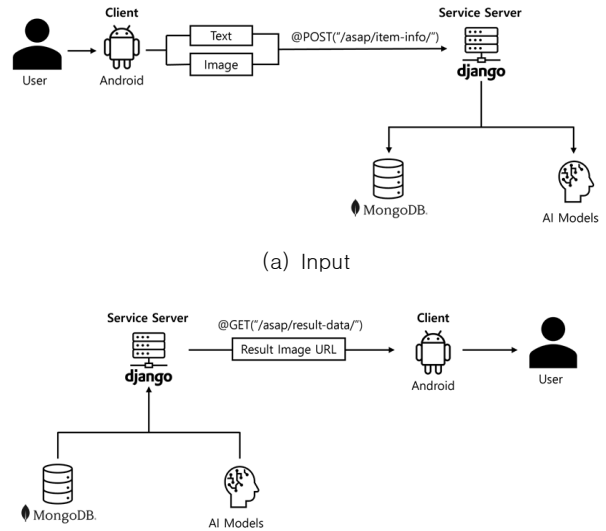 Client
Service Server
Text
@POST("/asap/item-info/")
Image
django
User
Android
MongoDB.
AI Models
(a) Input
Service Server
@GET("/asap/result-data/")
Client
Result Image URL
django
Android
User
MongoDB.
AI Models